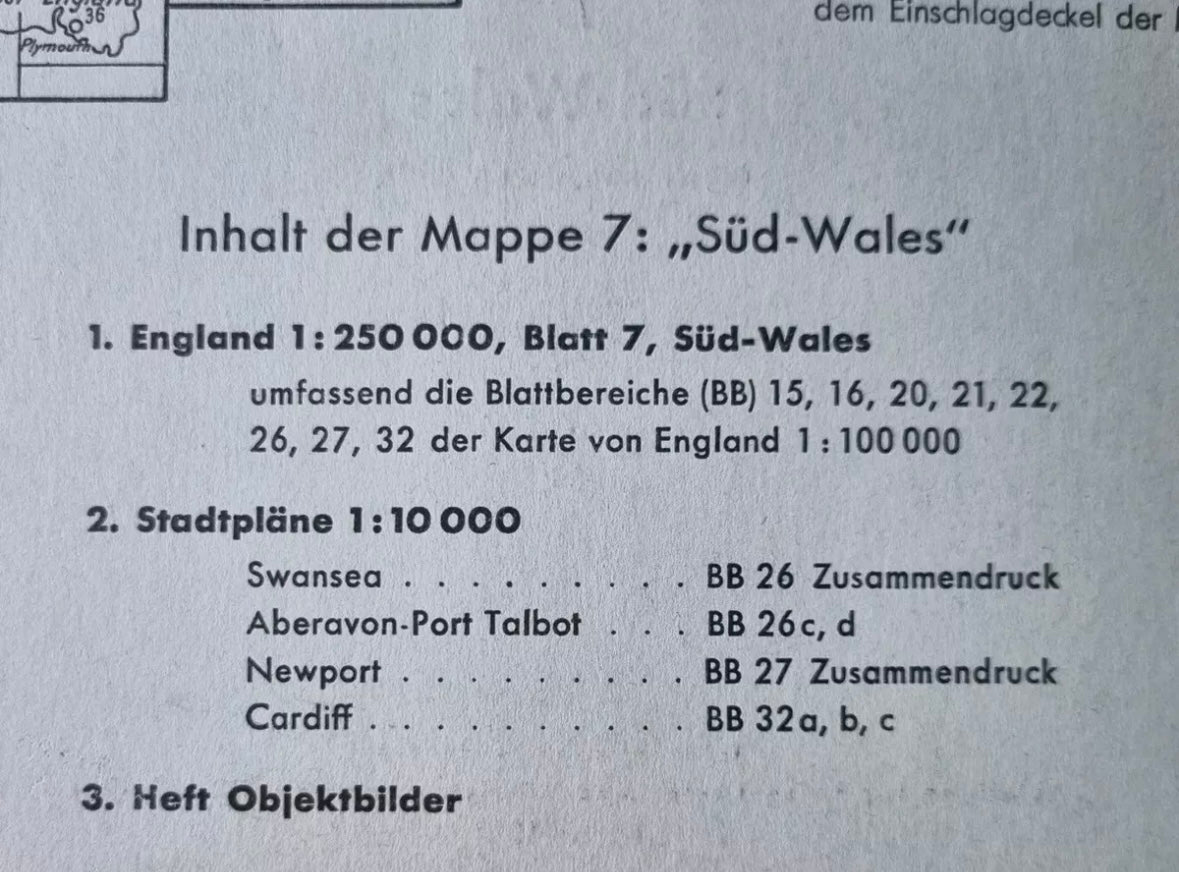 36
Plymouth
dem Einschlagdeckel der
Inhalt der Mappe 7: „Süd-Wales“
1. England 1:250 000, Blatt 7, Süd-Wales
umfassend die Blattbereiche (BB) 15, 16, 20, 21, 22,
26, 27, 32 der Karte von England 1:100 000
2. Stadtpläne 1:10 000
Swansea . . . . . . . . . BB 26 Zusammendruck
Aberavon-Port Talbot . . . BB 26c, d
Newport . . . . . . . . . BB 27 Zusammendruck
Cardiff . . . . . . . . . . BB 32a, b, c
3. Heft Objektbilder